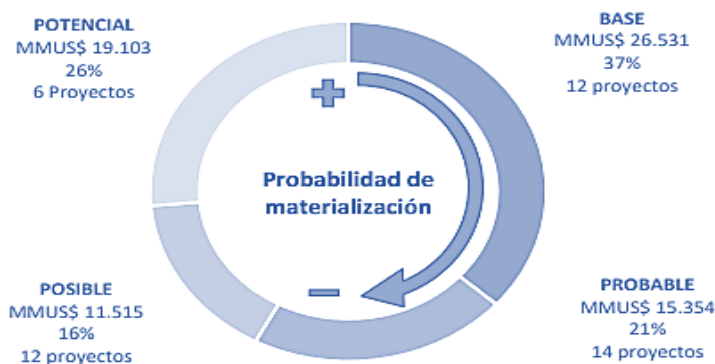 POTENCIAL
MMUS$ 19.103
26%
6 Proyectos
BASE
MMUS$ 26.531
37%
12 proyectos
Probabilidad de
materialización
POSIBLE
MMUS$ 11.515
16%
12 proyectos
PROBABLE
MMUS$ 15.354
21%
14 proyectos